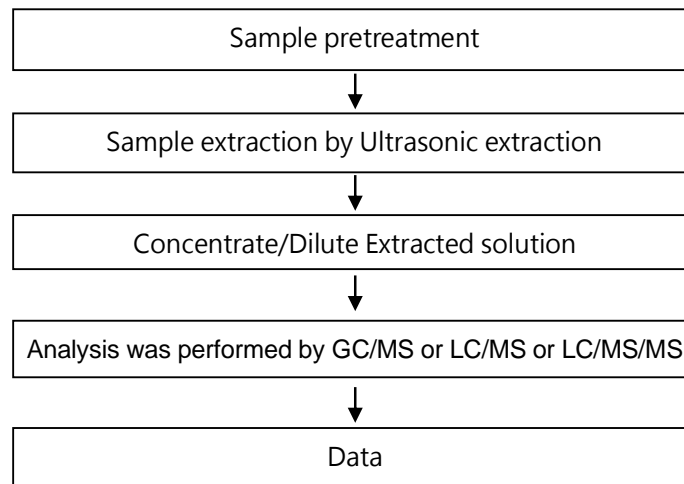 Sample pretreatment
Sample extraction by Ultrasonic extraction
Concentrate/Dilute Extracted solution
Analysis was performed by GC/MS or LC/MS or LC/MS/MS
Data